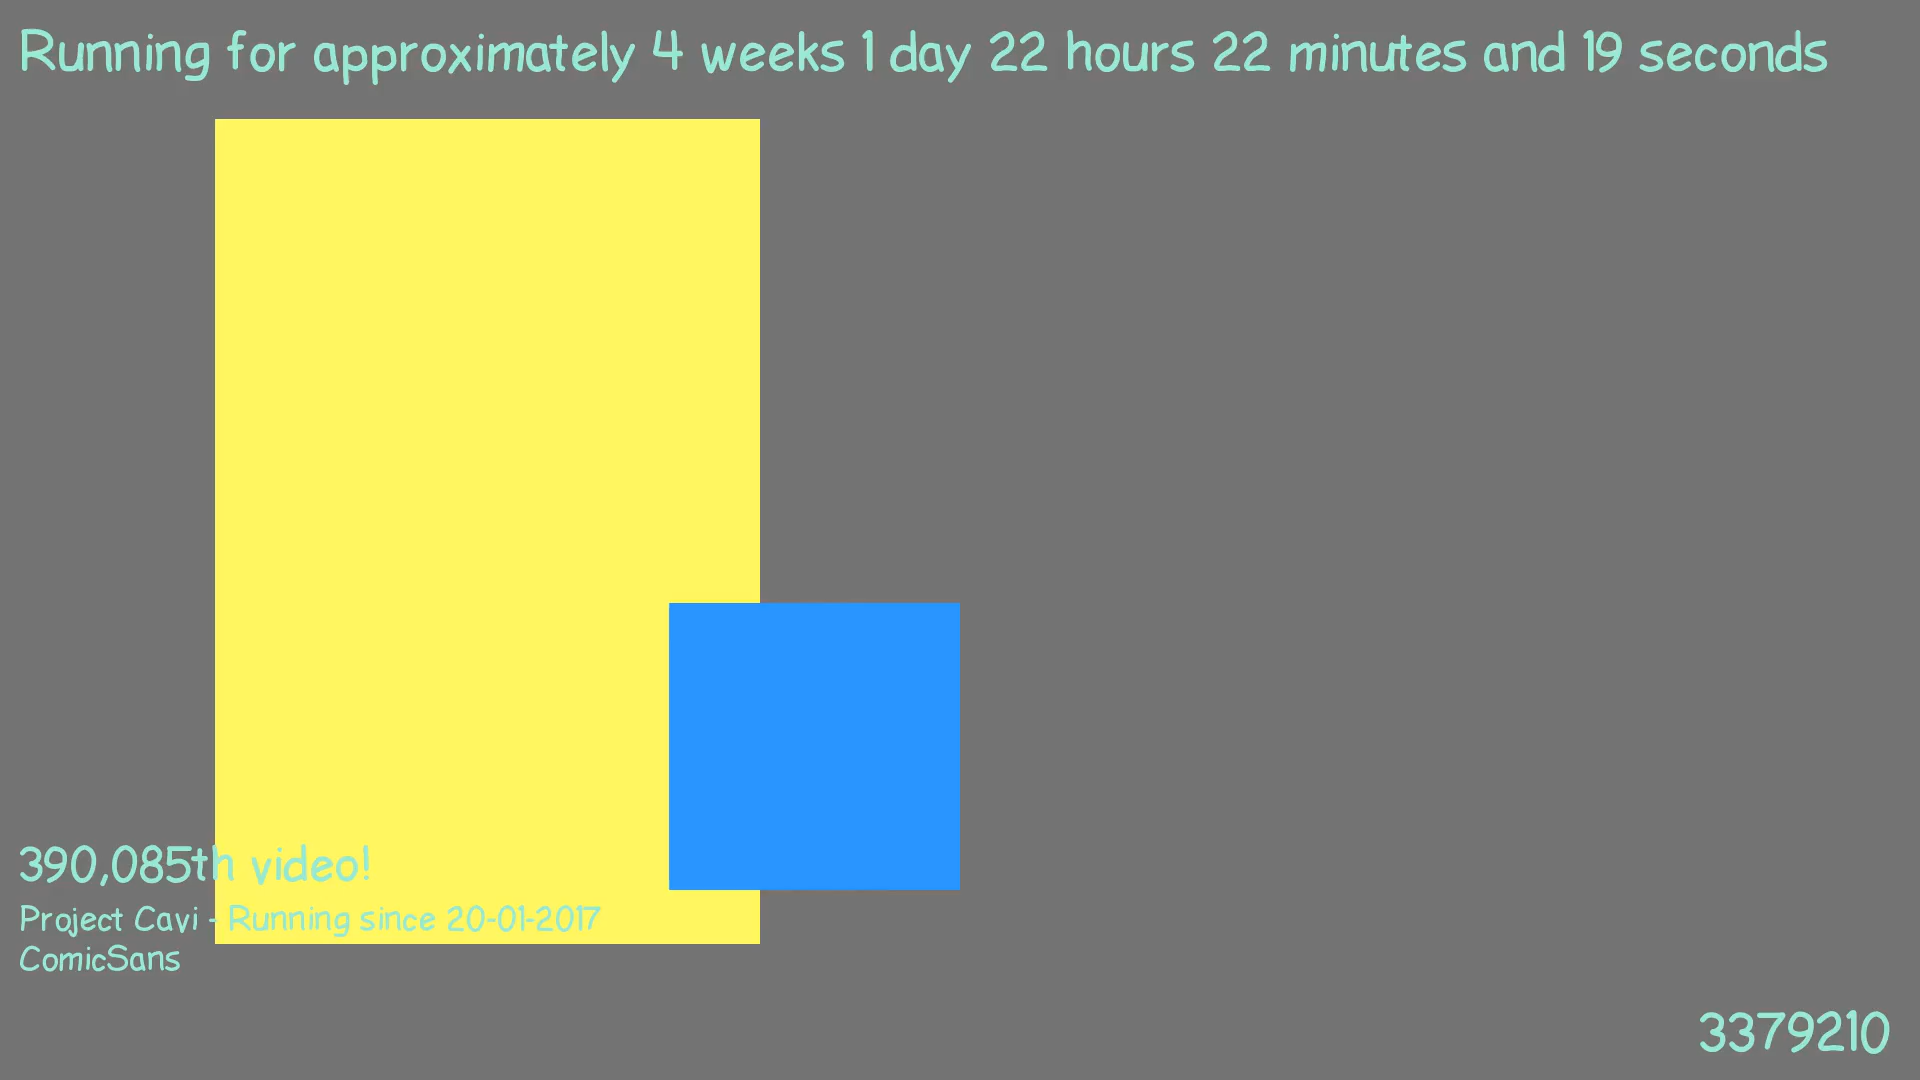 Running for approximately 4 weeks 1 day 22 hours 22 minutes and 19 seconds
390,085th video!
Project Cavi - Running since 20-01-2017
ComicSans
3379210